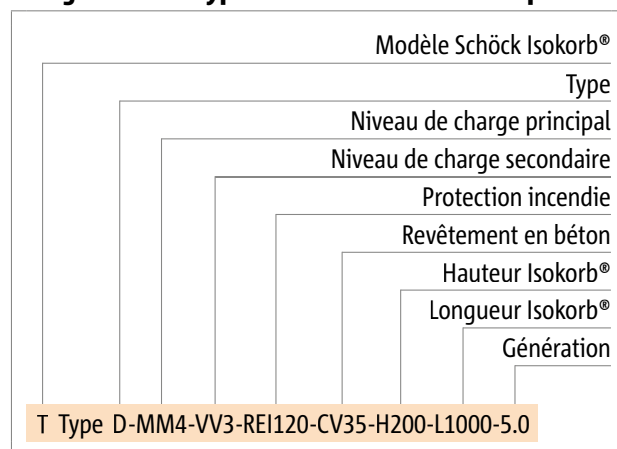 Modèle Schöck Isokorb®
Type
Niveau de charge principal
Niveau de charge secondaire
Protection incendie
Revêtement en béton
Hauteur Isokorb®
Longueur Isokorb®
Génération
T Type D-MM4-VV3-REI120-CV35-H200-L1000-5.0